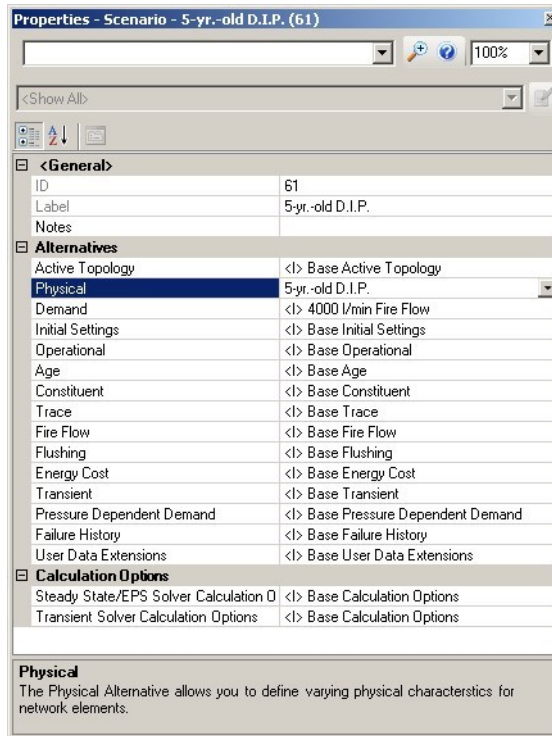 Properties - Scenario - 5-yr.-old D.I.P. (61)
100%
<Show All>
<General>
ID 61
Label 5-yr.-old D.I.P.
Notes
Alternatives
Active Topology <I> Base Active Topology
Physical 5-yr.-old D.I.P.
Demand <I> 4000 l/min Fire Flow
Initial Settings <I> Base Initial Settings
Operational <I> Base Operational
Age <I> Base Age
Constituent <I> Base Constituent
Trace <I> Base Trace
Fire Flow <I> Base Fire Flow
Flushing <I> Base Flushing
Energy Cost <I> Base Energy Cost
Transient <I> Base Transient
Pressure Dependent Demand <I> Base Pressure Dependent Demand
Failure History <I> Base Failure History
User Data Extensions <I> Base User Data Extensions
Calculation Options
Steady State/EPS Solver Calculation O <I> Base Calculation Options
Transient Solver Calculation Options <I> Base Calculation Options
Physical
The Physical Alternative allows you to define varying physical characterstics for
network elements.